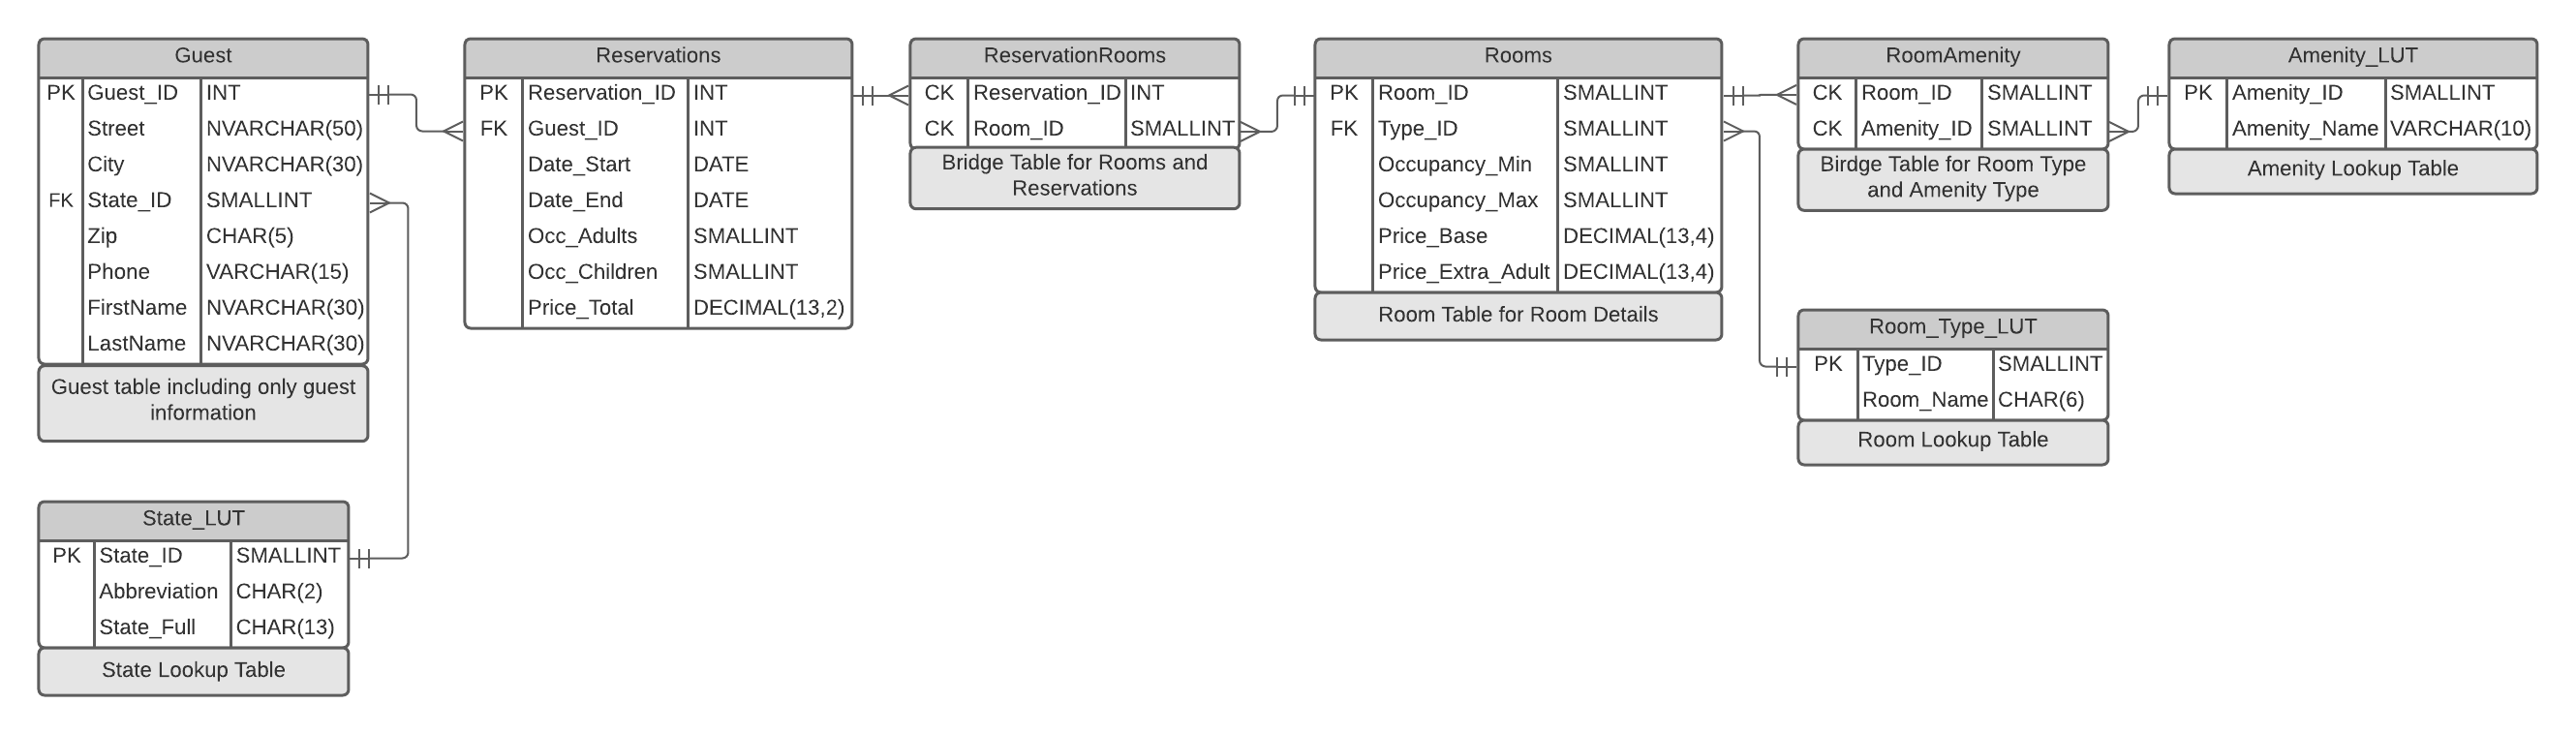 Guest
PK Guest_ID INT
Street NVARCHAR(50)
City NVARCHAR(30)
FK State_ID SMALLINT
Zip CHAR(5)
Phone VARCHAR(15)
FirstName NVARCHAR(30)
LastName NVARCHAR(30)
Guest table including only guest
information
State_LUT
PK State_ID SMALLINT
Abbreviation CHAR(2)
State_Full CHAR(13)
State Lookup Table
Reservations
PK Reservation_ID INT
FK Guest_ID INT
Date_Start DATE
Date_End DATE
Occ_Adults SMALLINT
Occ_Children SMALLINT
Price_Total DECIMAL(13,2)
ReservationRooms
CK Reservation_ID INT
CK Room_ID SMALLINT
Bridge Table for Rooms and
Reservations
Rooms
PK Room_ID SMALLINT
FK Type_ID SMALLINT
Occupancy_Min SMALLINT
Occupancy_Max SMALLINT
Price_Base DECIMAL(13,4)
Price_Extra_Adult DECIMAL(13,4)
Room Table for Room Details
RoomAmenity
CK Room_ID SMALLINT
CK Amenity_ID SMALLINT
Birdge Table for Room Type
and Amenity Type
Room_Type_LUT
PK Type_ID SMALLINT
Room_Name CHAR(6)
Room Lookup Table
Amenity_LUT
PK Amenity_ID SMALLINT
Amenity_Name VARCHAR(10)
Amenity Lookup Table